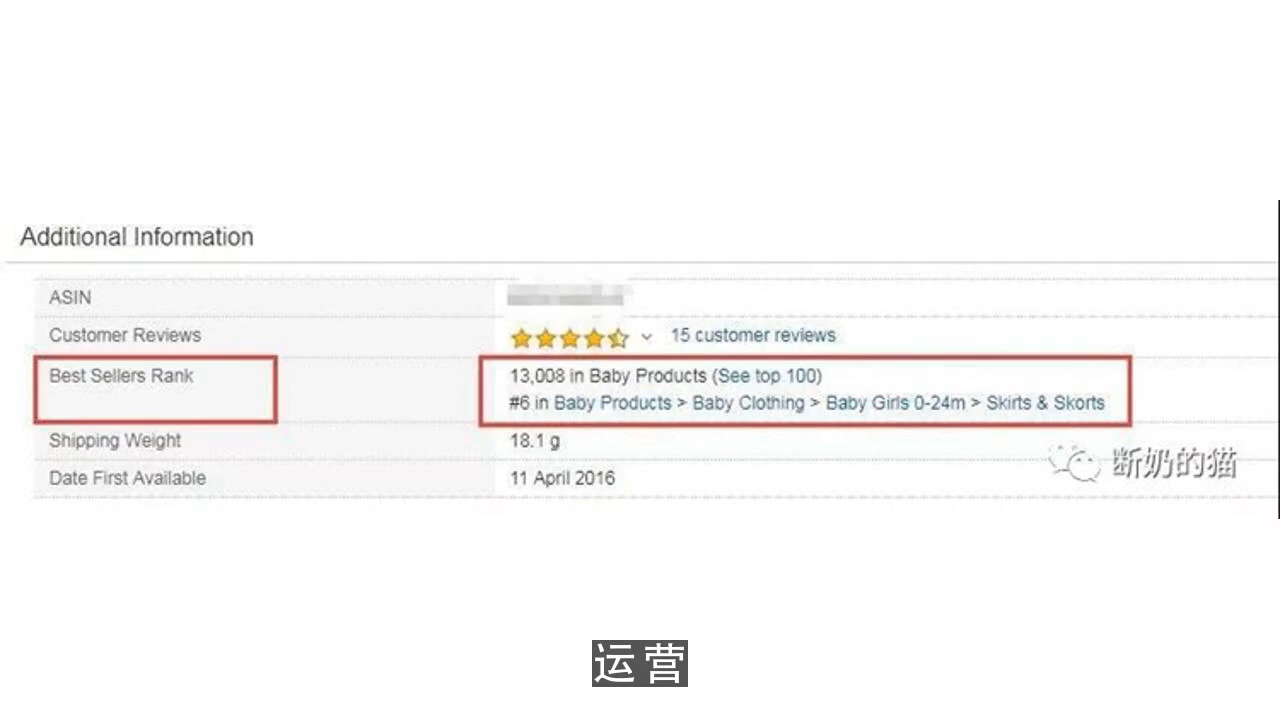 Additional Information
ASIN
Customer Reviews 15 customer reviews
Best Sellers Rank 13,008 in Baby Products (See top 100)
#6 in Baby Products > Baby Clothing > Baby Girls 0-24m > Skirts & Skorts
Shipping Weight 18.1 g
Date First Available 11 April 2016
断奶的猫
运营